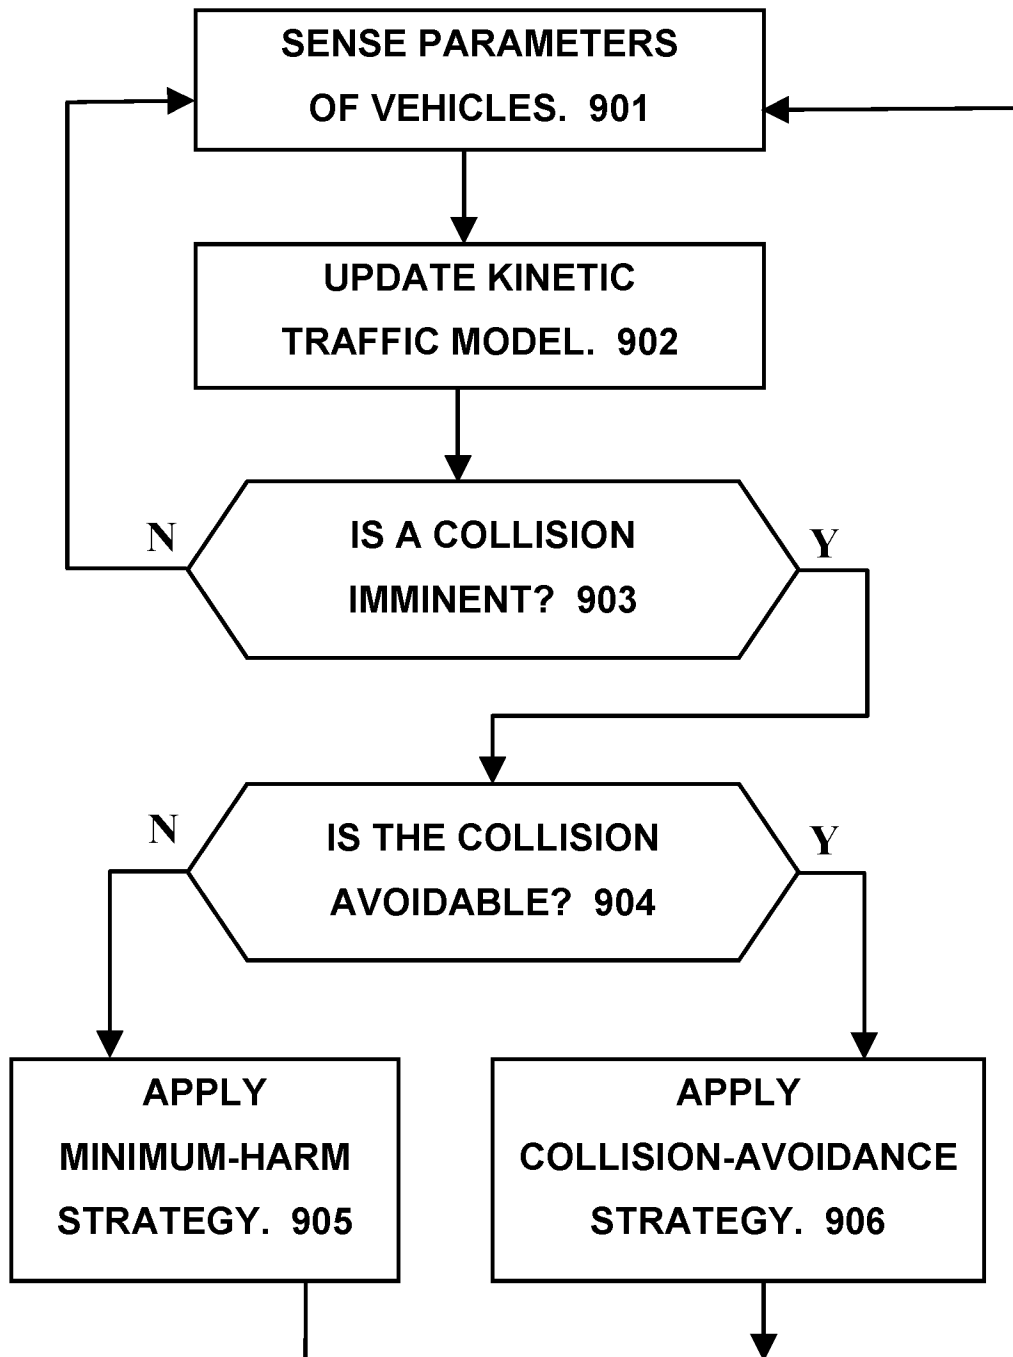 SENSE PARAMETERS
OF VEHICLES. 901
UPDATE KINETIC
TRAFFIC MODEL. 902
N
Y
IS A COLLISION
IMMINENT? 903
N
Y
IS THE COLLISION
AVOIDABLE? 904
APPLY
MINIMUM-HARM
STRATEGY. 905
APPLY
COLLISION-AVOIDANCE
STRATEGY. 906